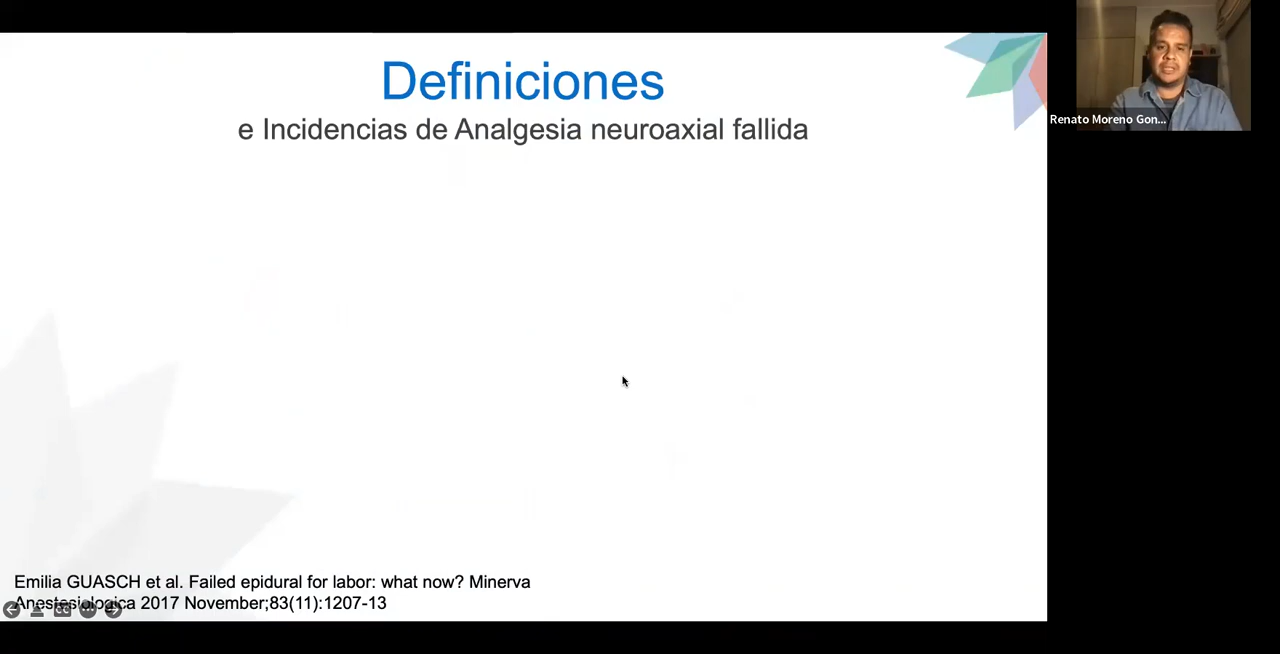 Definiciones
e Incidencias de Analgesia neuroaxial fallida
Renato Moreno Gon...
Emilia GUASCH et al. Failed epidural for labor: what now? Minerva
Anestesiologica 2017 November;83(11):1207-13
CC